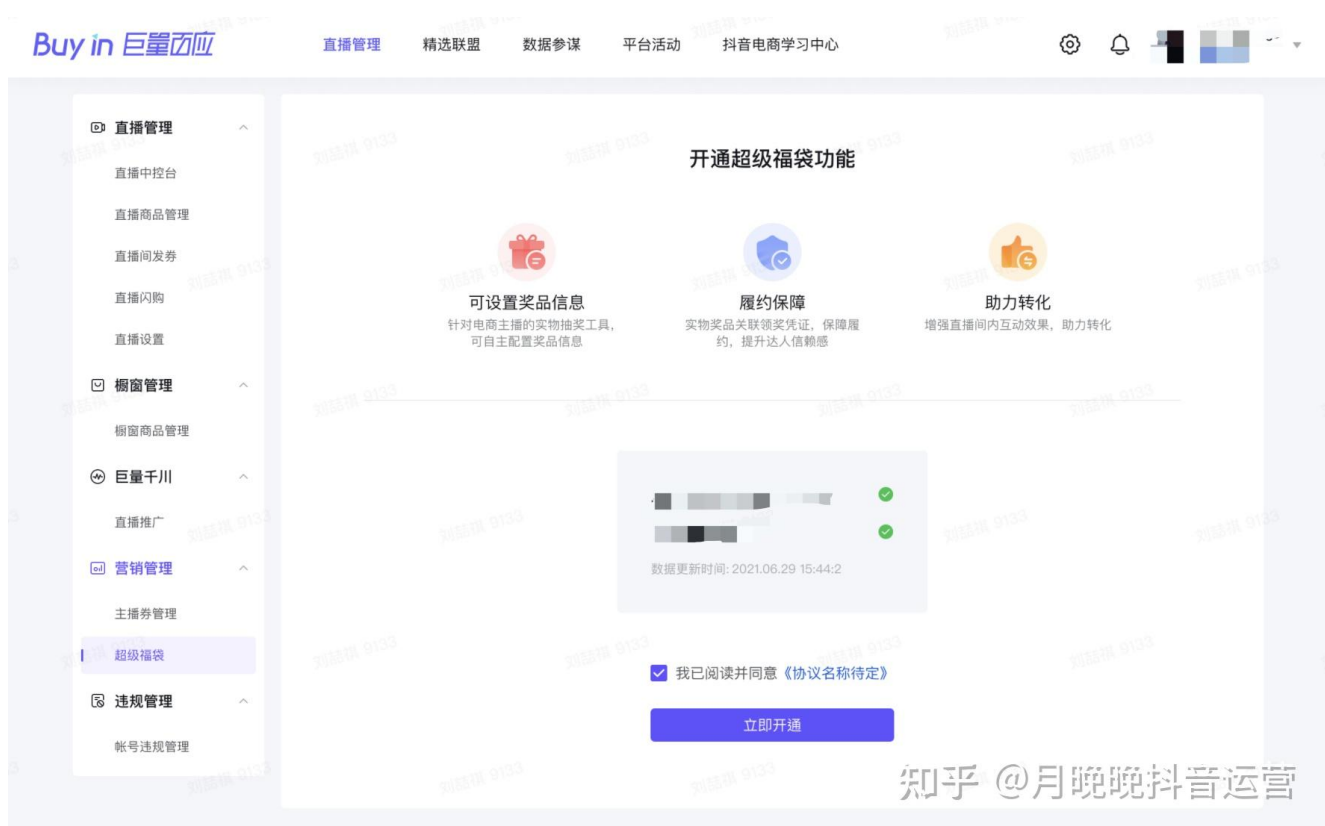 Buyin 巨量百应
直播管理 精选联盟 数据参谋 平台活动 抖音电商学习中心
直播管理
直播中控台
直播商品管理
直播间发券
直播闪购
直播设置
橱窗管理
橱窗商品管理
巨量千川
直播推广
营销管理
主播券管理
超级福袋
违规管理
帐号违规管理
开通超级福袋功能
可设置奖品信息
针对电商主播的实物抽奖工具，
可自主配置奖品信息
履约保障
实物奖品关联领奖凭证，保障履
约，提升达人信赖感
助力转化
增强直播间内互动效果，助力转化
数据更新时间: 2021.06.29 15:44:2
我已阅读并同意《协议名称待定》
立即开通
知乎 @月晚晚抖音运营